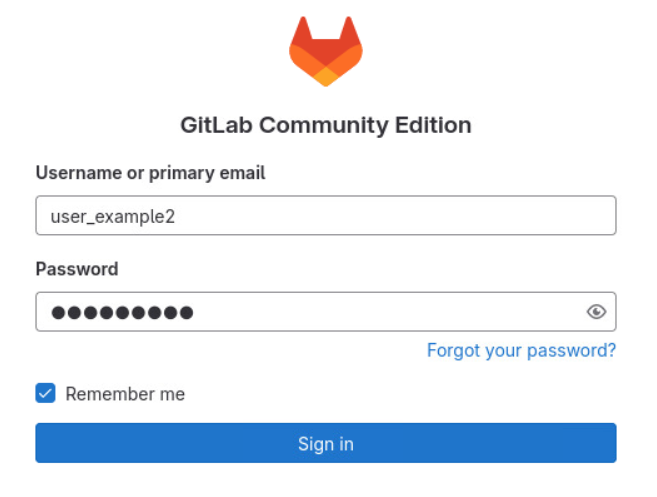 GitLab Community Edition
Username or primary email
user_example2
Password
●●●●●●●●●
Forgot your password?
Remember me
Sign in